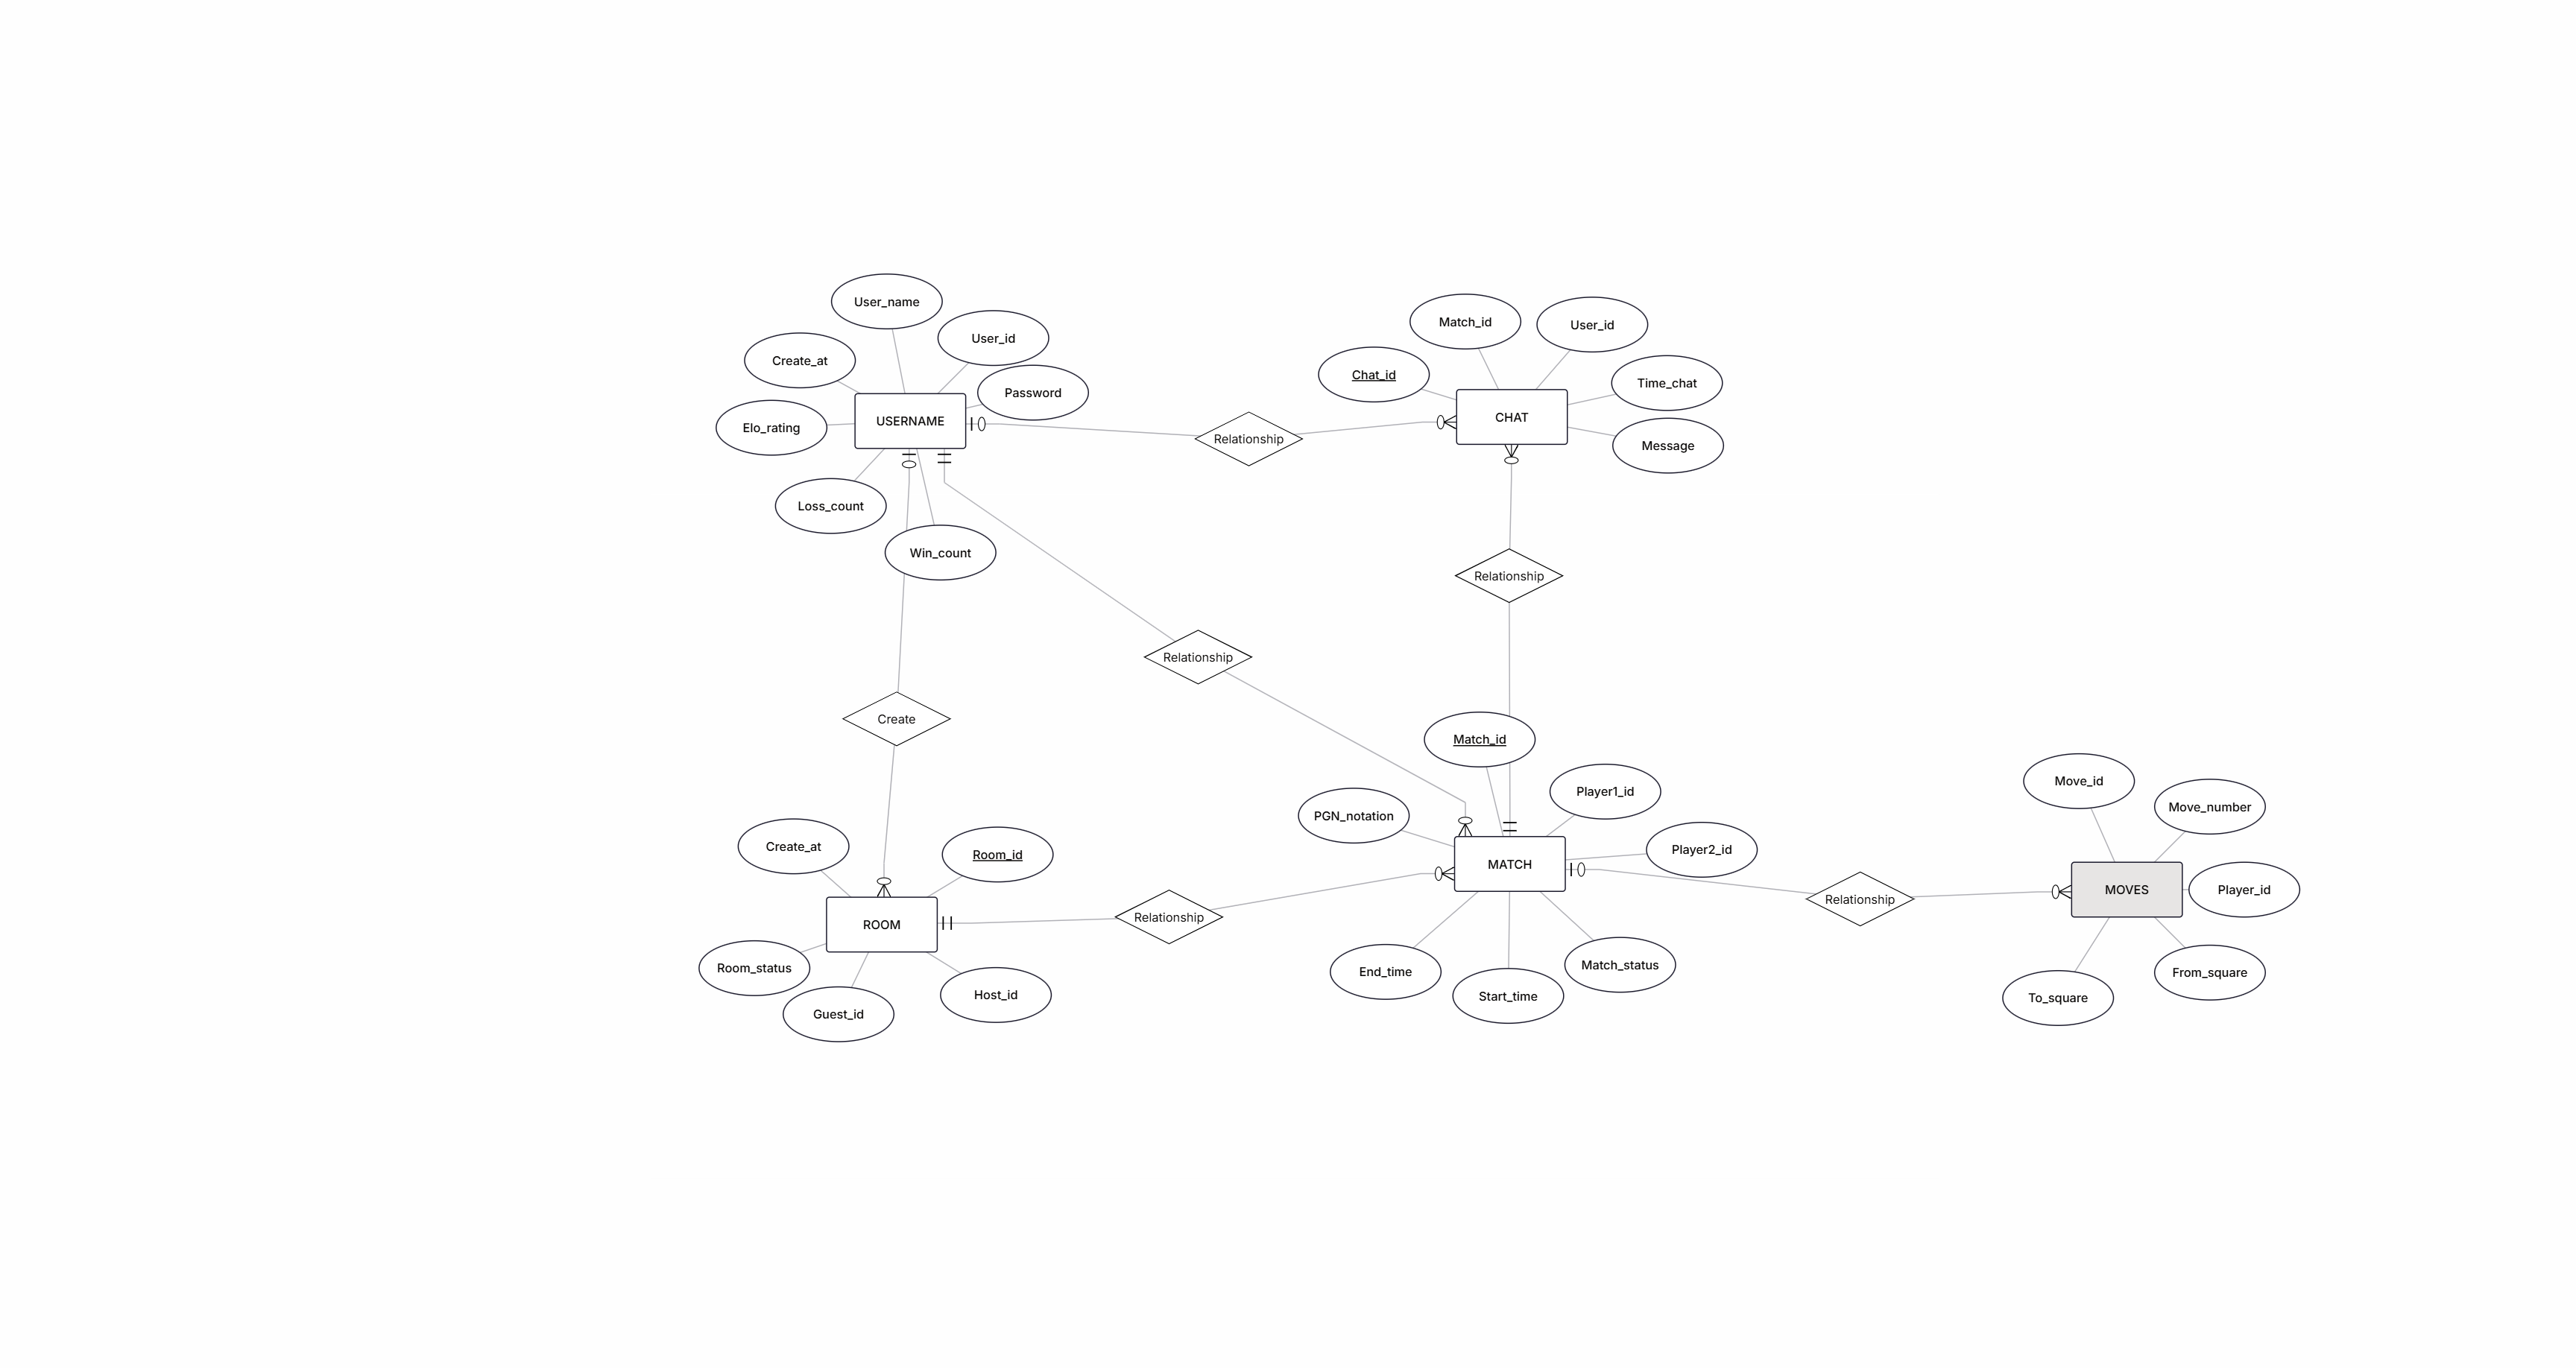 User_name
User_id
Create_at
Password
USERNAME
Elo_rating
Loss_count
Win_count
Relationship
Match_id
User_id
Chat_id
Time_chat
CHAT
Message
Relationship
Relationship
Create
Match_id
Player1_id
PGN_notation
Player2_id
MATCH
End_time
Start_time
Match_status
Create_at
Room_id
ROOM
Room_status
Guest_id
Host_id
Relationship
Relationship
Move_id
Move_number
MOVES
Player_id
From_square
To_square